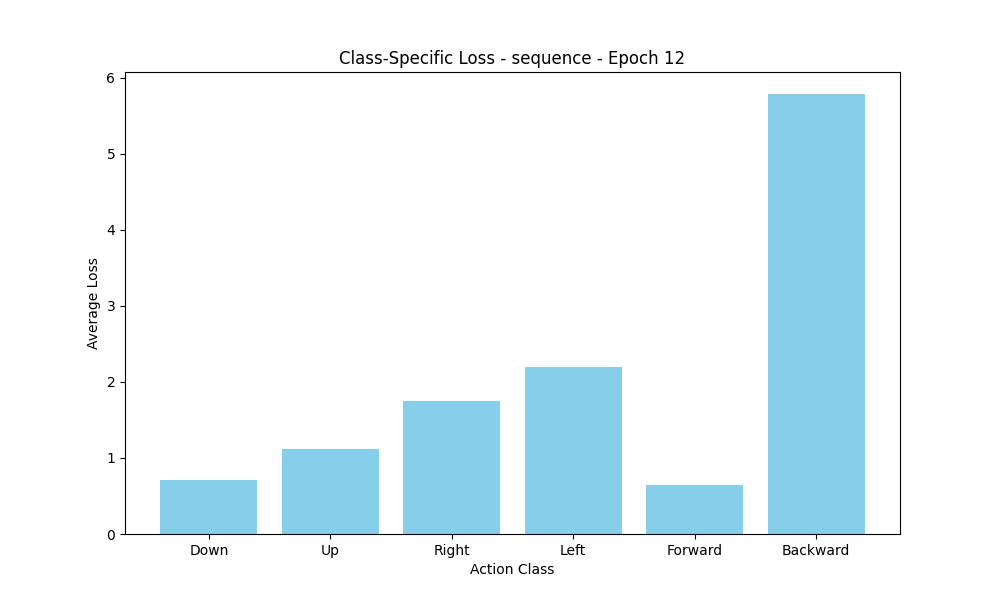 Class-Specific Loss - sequence - Epoch 12
6
5
4
3
2
1
0
Average Loss
Down Up Right Left Forward Backward
Action Class